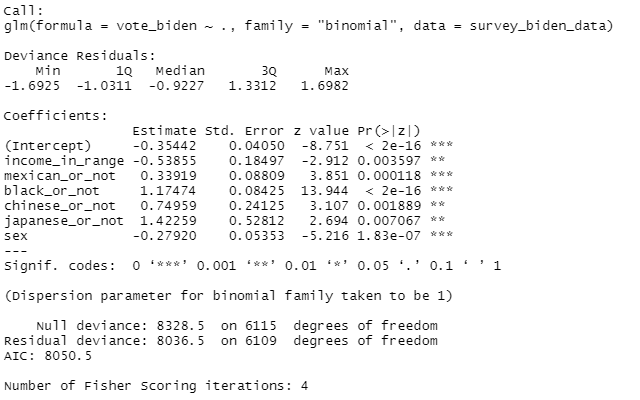 Call:
glm(formula = vote_biden ~ ., family = "binomial", data = survey_biden_data)
Deviance Residuals:
Min 1Q Median 3Q Max
-1.6925 -1.0311 -0.9227 1.3312 1.6982
Coefficients:
Estimate Std. Error z value Pr(>|z|)
(Intercept) -0.35442 0.04050 -8.751 < 2e-16 ***
income_in_range -0.53855 0.18497 -2.912 0.003597 **
mexican_or_not 0.33919 0.08809 3.851 0.000118 ***
black_or_not 1.17474 0.08425 13.944 < 2e-16 ***
chinese_or_not 0.74959 0.24125 3.107 0.001889 **
japanese_or_not 1.42259 0.52812 2.694 0.007067 **
sex -0.27920 0.05353 -5.216 1.83e-07 ***
---
Signif. codes: 0 ‘***’ 0.001 ‘**’ 0.01 ‘*’ 0.05 ‘.’ 0.1 ‘ ’ 1
(Dispersion parameter for binomial family taken to be 1)
Null deviance: 8328.5 on 6115 degrees of freedom
Residual deviance: 8036.5 on 6109 degrees of freedom
AIC: 8050.5
Number of Fisher Scoring iterations: 4